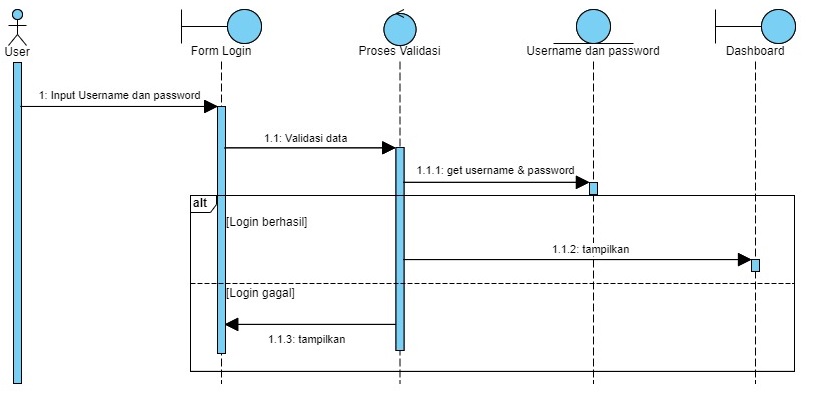 User
Form Login
Proses Validasi
Username dan password
Dashboard
1: Input Username dan password
1.1: Validasi data
1.1.1: get username & password
alt
[Login berhasil]
1.1.2: tampilkan
[Login gagal]
1.1.3: tampilkan